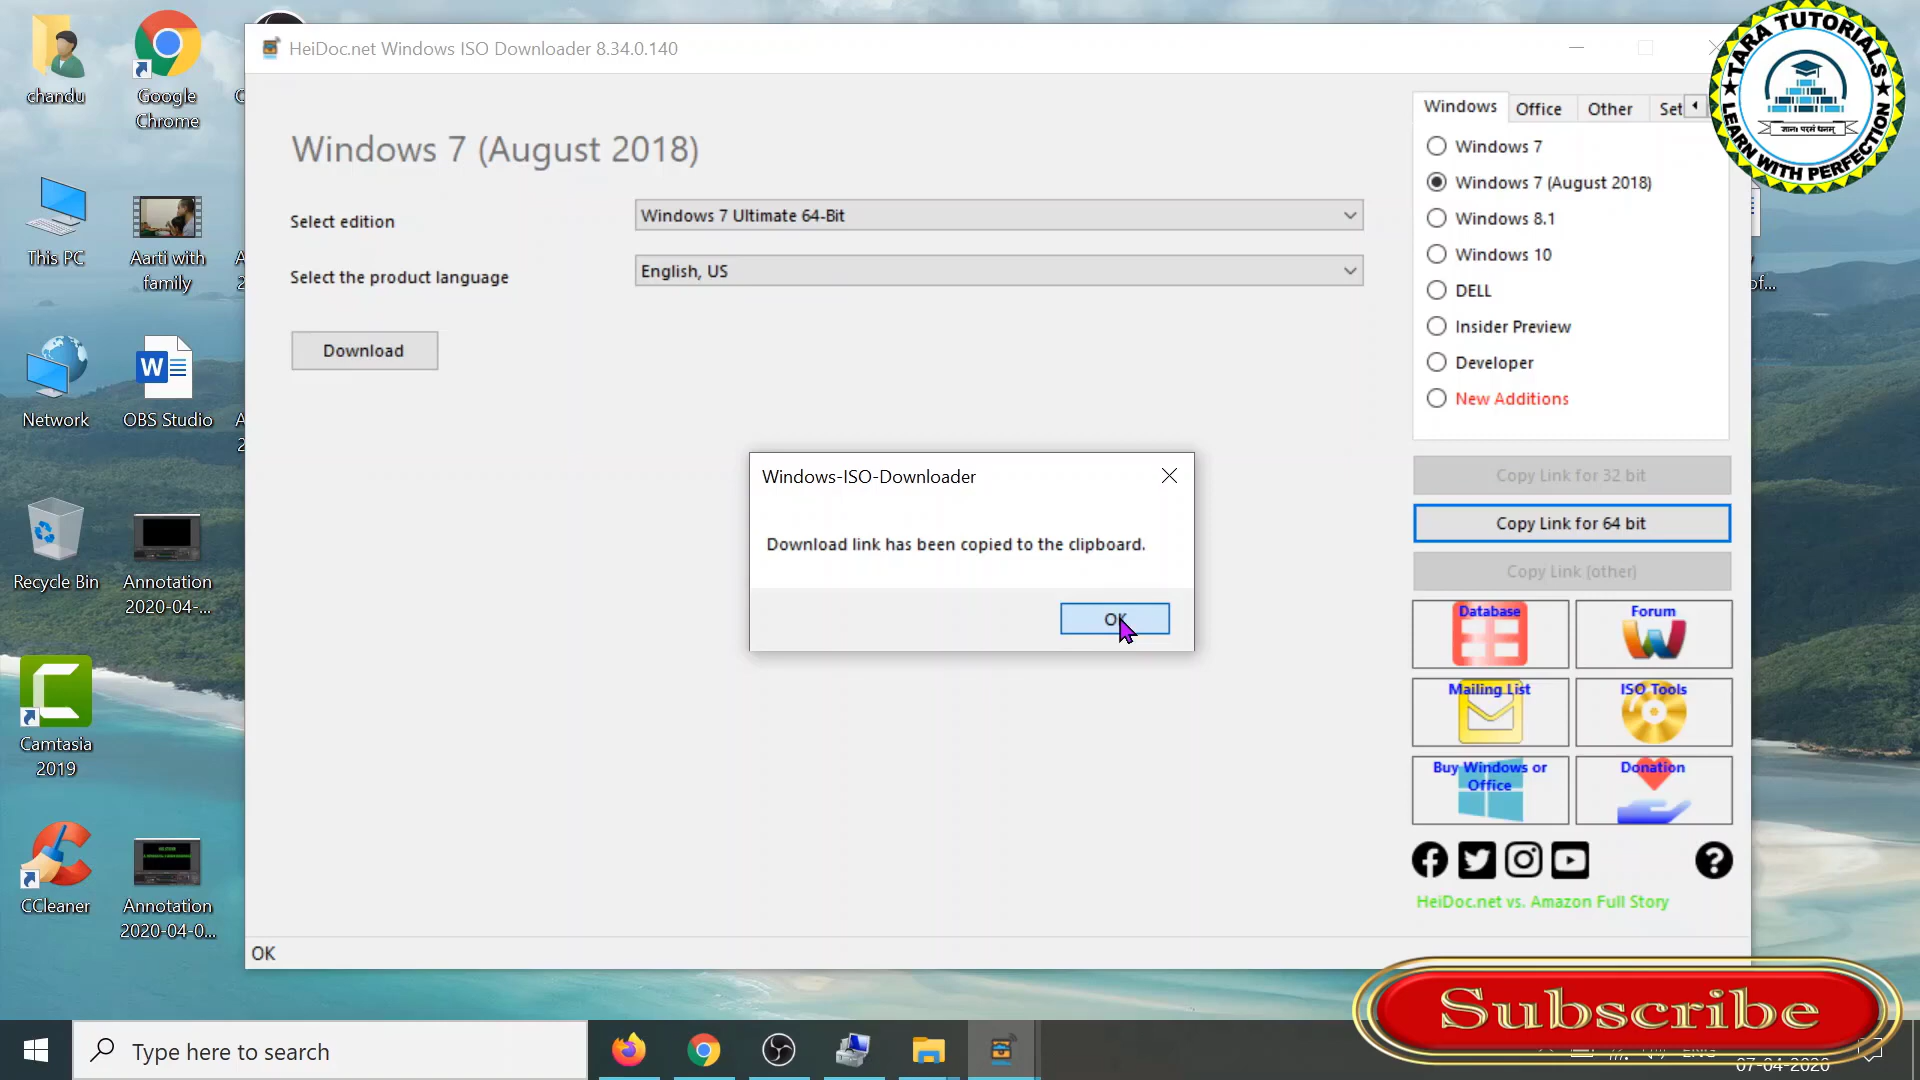 chandu
Google
Chrome
This PC
Aarti with
family
Network
W
OBS Studio
Recycle Bin
Annotation
2020-04-...
Camtasia
2019
CCleaner
Annotation
2020-04-0...
HeiDoc.net Windows ISO Downloader 8.34.0.140
Windows 7 (August 2018)
Select edition
Windows 7 Ultimate 64-Bit
Select the product language
English, US
Download
Windows-ISO-Downloader
Download link has been copied to the clipboard.
OK
Windows
Office
Other
Set
Windows 7
Windows 7 (August 2018)
Windows 8.1
Windows 10
DELL
Insider Preview
Developer
New Additions
Copy Link for 32 bit
Copy Link for 64 bit
Copy Link (other)
Database
Forum
Mailing List
ISO Tools
Buy Windows or
Office
Donation
HeiDoc.net vs. Amazon Full Story
OK
TARA TUTORIALS
LEARN WITH PERFECTION
Subscribe
Type here to search
07-04-2020